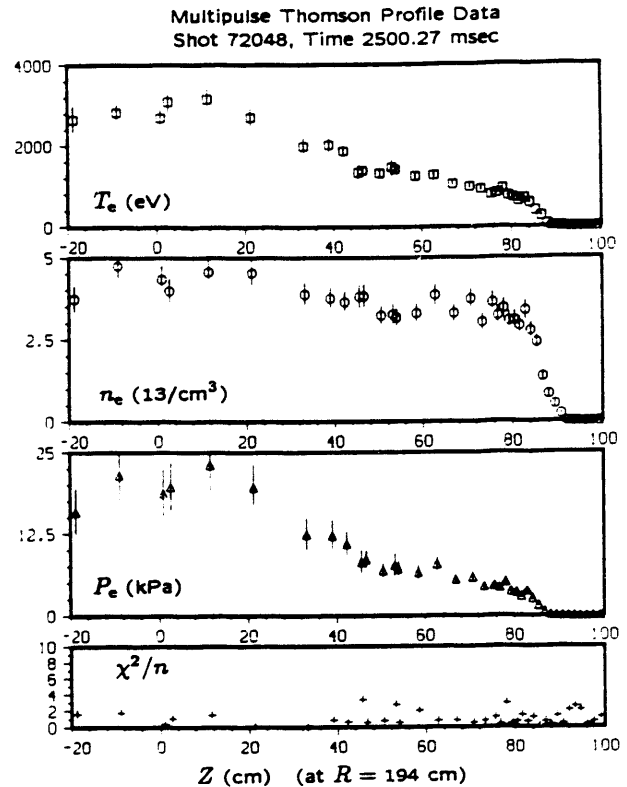 Multipulse Thomson Profile Data
Shot 72048, Time 2500.27 msec
4000
2000
0
T_e (eV)
-20 0 20 40 60 80 100
5
2.5
0
n_e (13/cm³)
-20 0 20 40 60 80 100
25
12.5
0
P_e (kPa)
-20 0 20 40 60 80 100
10
8
6
4
2
0
χ²/n
-20 0 20 40 60 80 100
Z (cm) (at R = 194 cm)